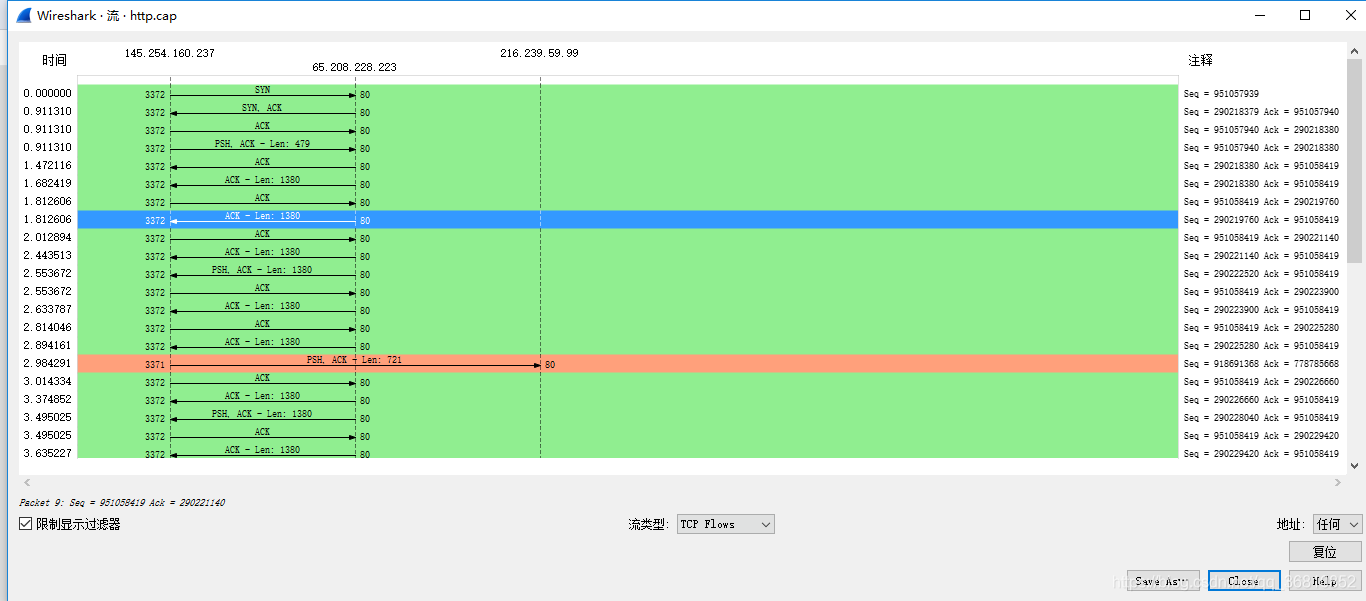 Wireshark · 流 · http.cap
145.254.160.237 216.239.59.99
时间 65.208.228.223 注释
0.000000 3372 SYN 80 Seq = 951057939
0.911310 3372 SYN, ACK 80 Seq = 290218379 Ack = 951057940
0.911310 3372 ACK 80 Seq = 951057940 Ack = 290218380
0.911310 3372 PSH, ACK - Len: 479 80 Seq = 951057940 Ack = 290218380
1.472116 3372 ACK 80 Seq = 290218380 Ack = 951058419
1.682419 3372 ACK - Len: 1380 80 Seq = 290218380 Ack = 951058419
1.812606 3372 ACK 80 Seq = 951058419 Ack = 290219760
1.812606 3372 ACK - Len: 1380 80 Seq = 290219760 Ack = 951058419
2.012894 3372 ACK 80 Seq = 951058419 Ack = 290221140
2.443513 3372 ACK - Len: 1380 80 Seq = 290221140 Ack = 951058419
2.553672 3372 PSH, ACK - Len: 1380 80 Seq = 290222520 Ack = 951058419
2.553672 3372 ACK 80 Seq = 951058419 Ack = 290223900
2.633787 3372 ACK - Len: 1380 80 Seq = 290223900 Ack = 951058419
2.814046 3372 ACK 80 Seq = 951058419 Ack = 290225280
2.894161 3372 ACK - Len: 1380 80 Seq = 290225280 Ack = 951058419
2.984291 3371 PSH, ACK - Len: 721 80 Seq = 918691368 Ack = 778785668
3.014334 3372 ACK 80 Seq = 951058419 Ack = 290226660
3.374852 3372 ACK - Len: 1380 80 Seq = 290226660 Ack = 951058419
3.495025 3372 PSH, ACK - Len: 1380 80 Seq = 290228040 Ack = 951058419
3.495025 3372 ACK 80 Seq = 951058419 Ack = 290229420
3.635227 3372 ACK - Len: 1380 80 Seq = 290229420 Ack = 951058419
Packet 9: Seq = 951058419 Ack = 290221140
限制显示过滤器 流类型: TCP Flows 地址: 任何
复位
Save As… Close Help